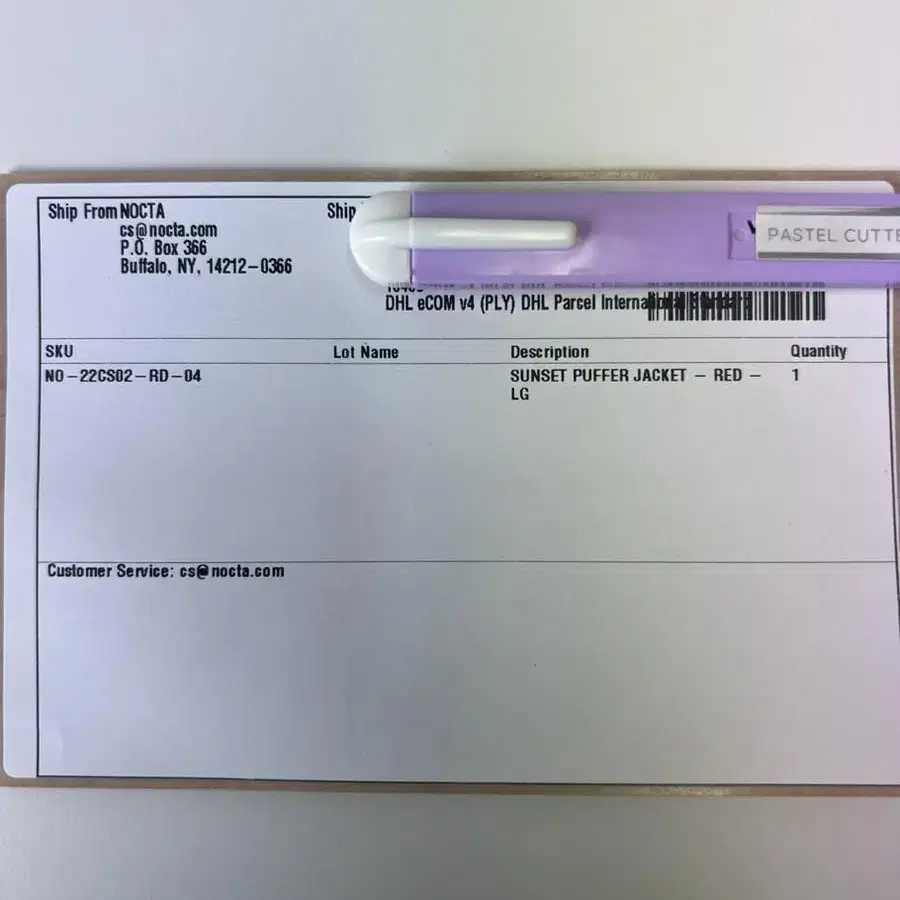 Ship From NOCTA
cs@nocta.com
P.O. Box 366
Buffalo, NY, 14212-0366
Ship
PASTEL CUTTE
DHL eCOM v4 (PLY) DHL Parcel International
SKU Lot Name Description Quantity
NO-22CS02-RD-04 SUNSET PUFFER JACKET - RED - 1
LG
Customer Service: cs@nocta.com